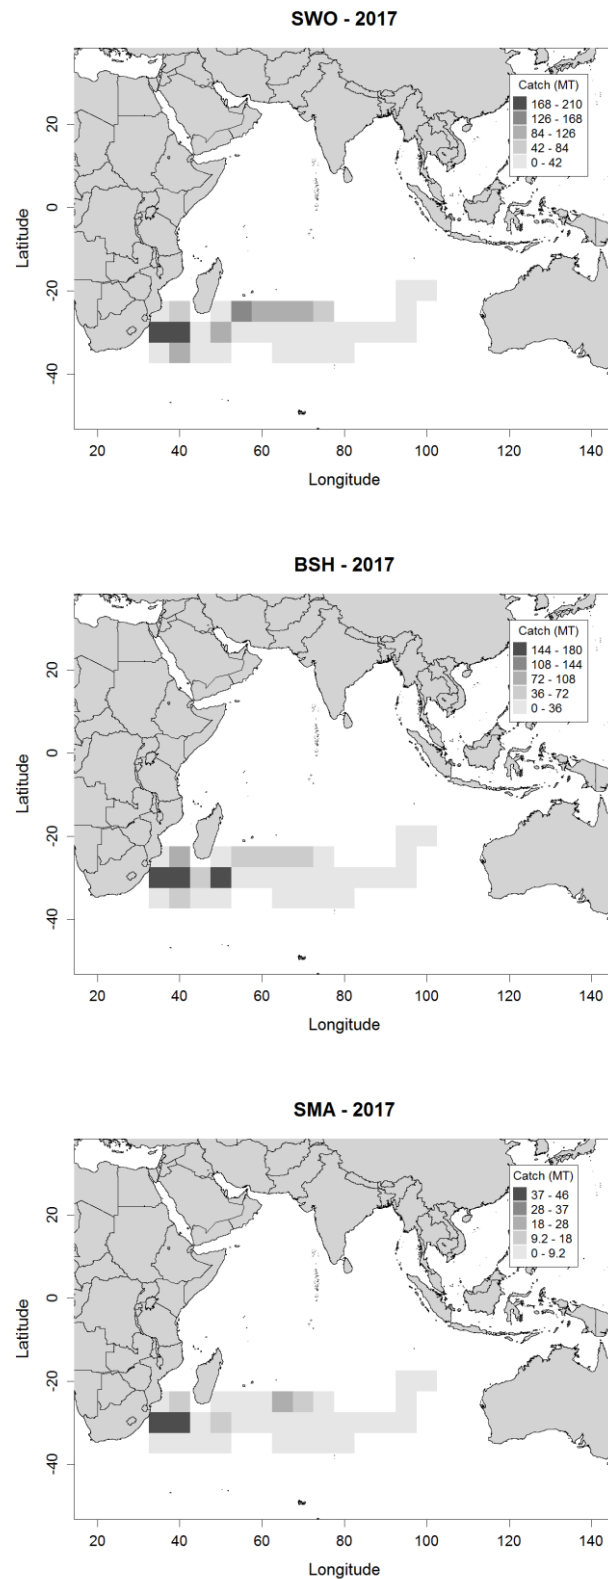 SWO - 2017
Catch (MT)
168 - 210
126 - 168
84 - 126
42 - 84
0 - 42
Latitude
20
0
-20
-40
20
40
60
80
100
120
140
Longitude
BSH - 2017
Catch (MT)
144 - 180
108 - 144
72 - 108
36 - 72
0 - 36
Latitude
20
0
-20
-40
20
40
60
80
100
120
140
Longitude
SMA - 2017
Catch (MT)
37 - 46
28 - 37
18 - 28
9.2 - 18
0 - 9.2
Latitude
20
0
-20
-40
20
40
60
80
100
120
140
Longitude